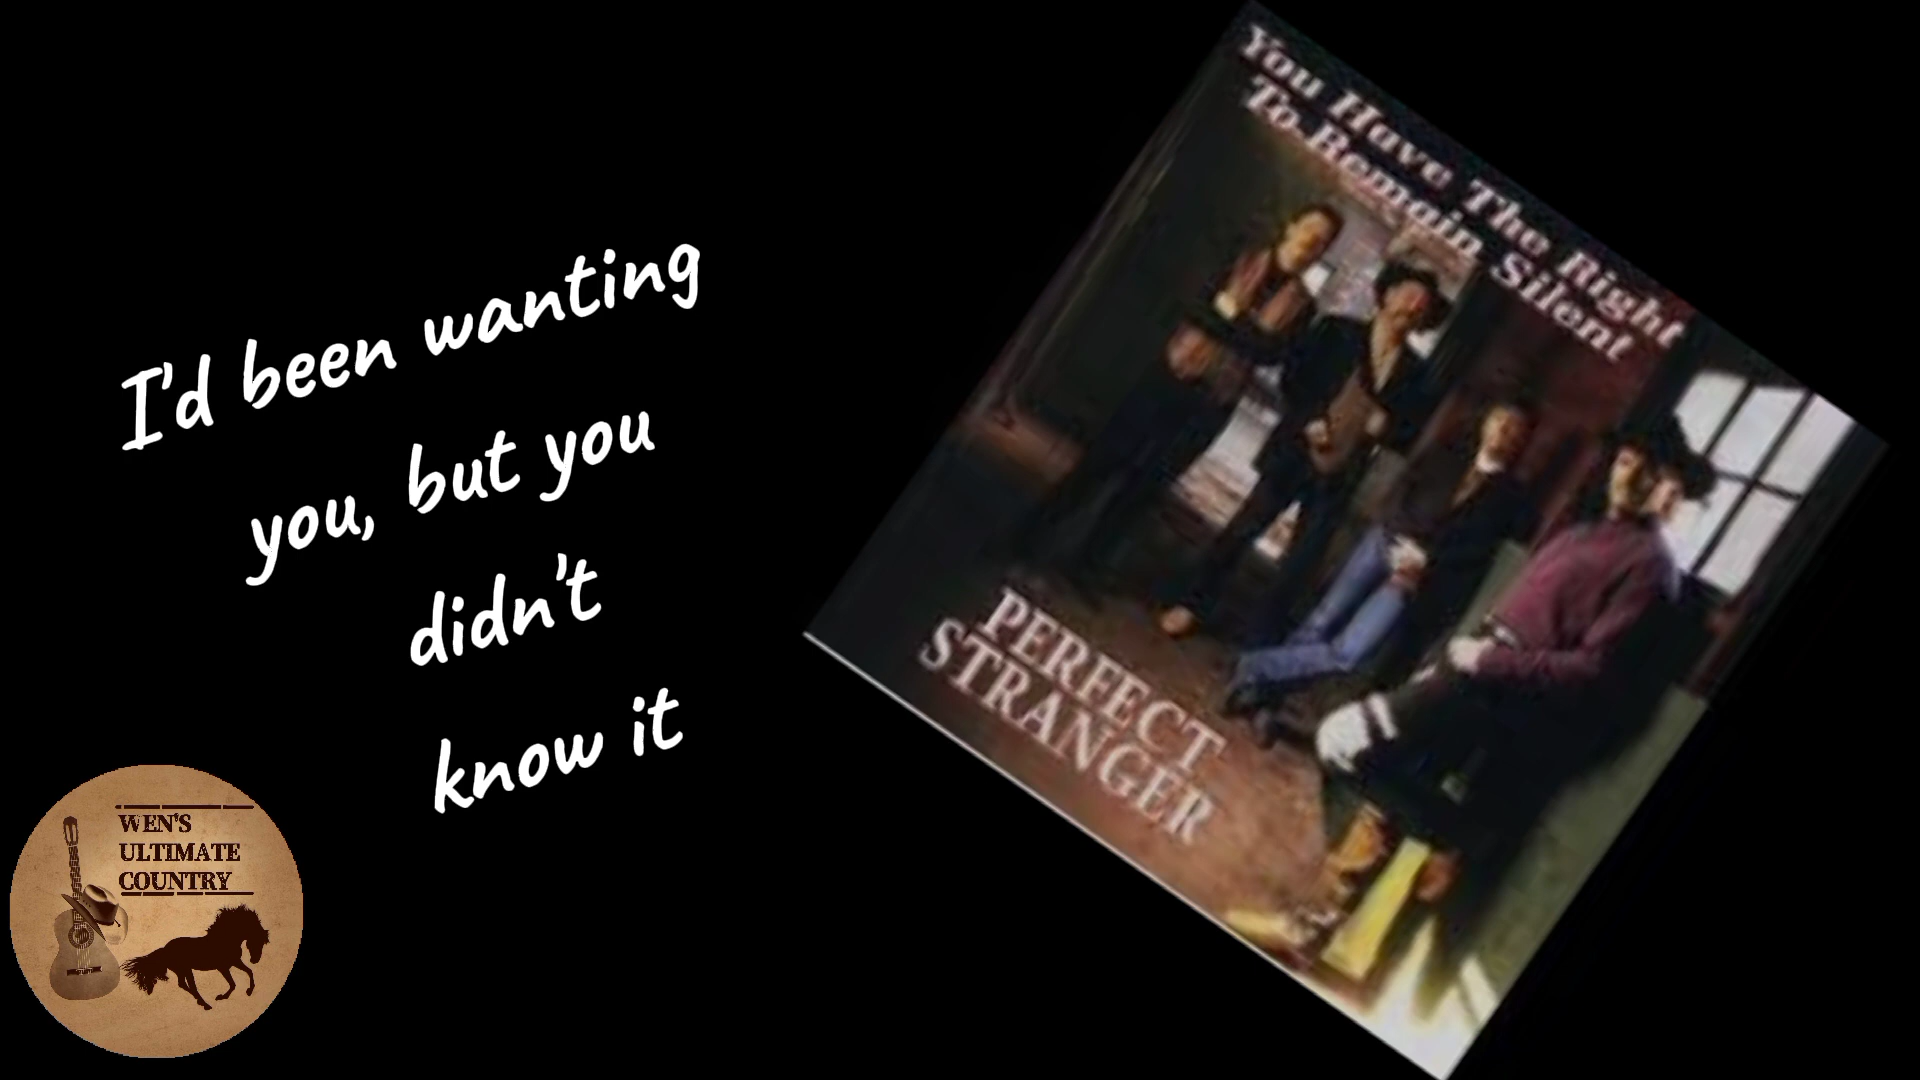 I'd been wanting
you, but you
didn't
know it
You Have The Right
To Remain Silent
PERFECT
STRANGER
WEN'S
ULTIMATE
COUNTRY